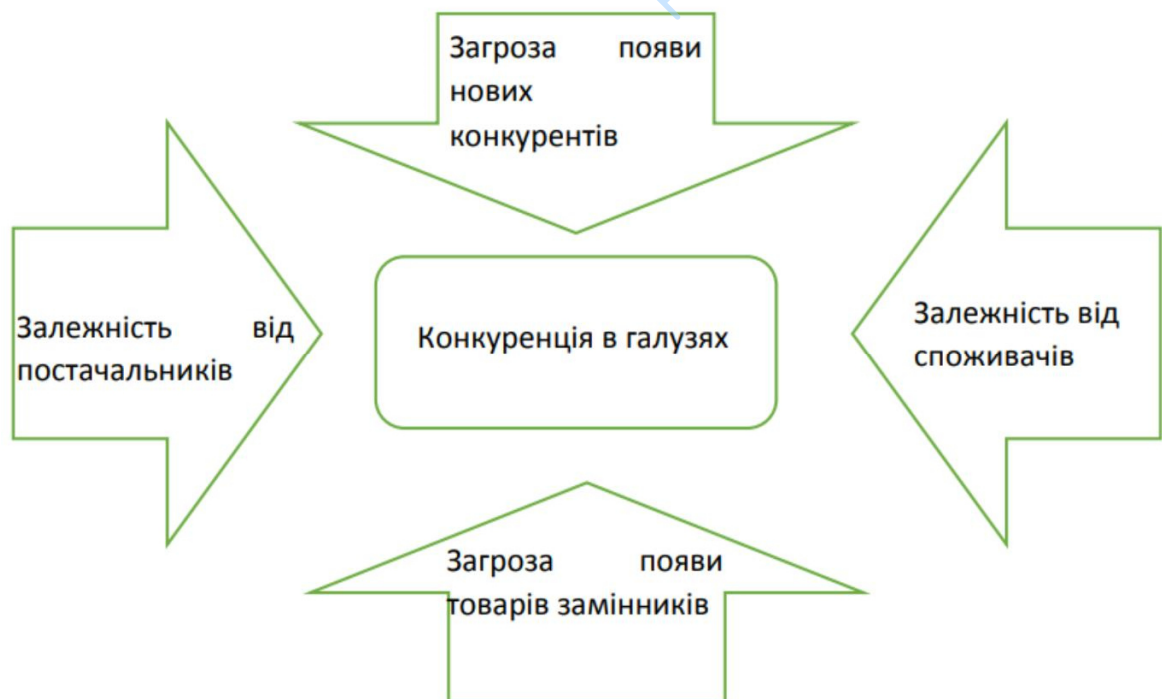 Загроза появи
нових
конкурентів
Залежність від
постачальників
Конкуренція в галузях
Залежність від
споживачів
Загроза появи
товарів замінників